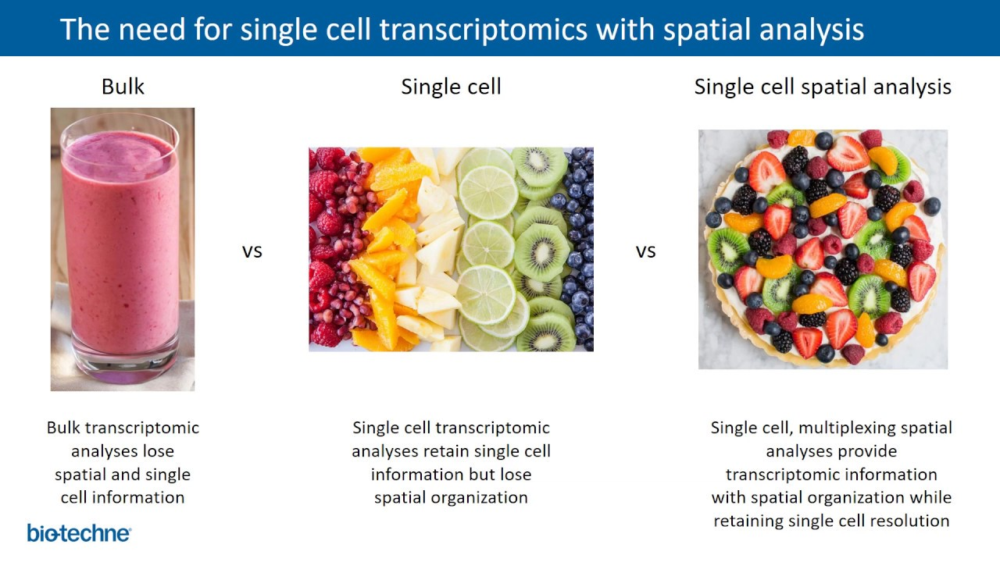 The need for single cell transcriptomics with spatial analysis
Bulk
Single cell
Single cell spatial analysis
vs
vs
Bulk transcriptomic
analyses lose
spatial and single
cell information
Single cell transcriptomic
analyses retain single cell
information but lose
spatial organization
Single cell, multiplexing spatial
analyses provide
transcriptomic information
with spatial organization while
retaining single cell resolution
bio-techne®